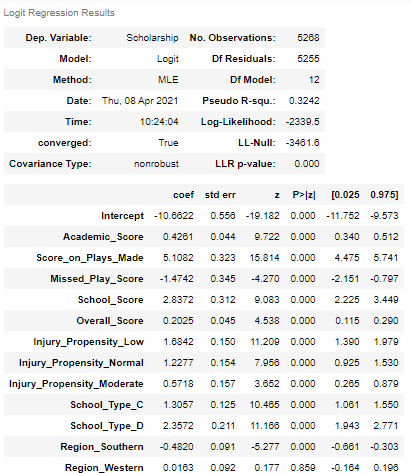 Logit Regression Results
Dep. Variable: Scholarship No. Observations: 5268
Model: Logit Df Residuals: 5255
Method: MLE Df Model: 12
Date: Thu, 08 Apr 2021 Pseudo R-squ.: 0.3242
Time: 10:24:04 Log-Likelihood: -2339.5
converged: True LL-Null: -3461.6
Covariance Type: nonrobust LLR p-value: 0.000
coef std err z P>|z| [0.025 0.975]
Intercept -10.6622 0.556 -19.182 0.000 -11.752 -9.573
Academic_Score 0.4261 0.044 9.722 0.000 0.340 0.512
Score_on_Plays_Made 5.1082 0.323 15.814 0.000 4.475 5.741
Missed_Play_Score -1.4742 0.345 -4.270 0.000 -2.151 -0.797
School_Score 2.8372 0.312 9.083 0.000 2.225 3.449
Overall_Score 0.2025 0.045 4.538 0.000 0.115 0.290
Injury_Propensity_Low 1.6842 0.150 11.209 0.000 1.390 1.979
Injury_Propensity_Normal 1.2277 0.154 7.956 0.000 0.925 1.530
Injury_Propensity_Moderate 0.5718 0.157 3.652 0.000 0.265 0.879
School_Type_C 1.3057 0.125 10.465 0.000 1.061 1.550
School_Type_D 2.3572 0.211 11.166 0.000 1.943 2.771
Region_Southern -0.4820 0.091 -5.277 0.000 -0.661 -0.303
Region_Western 0.0163 0.092 0.177 0.859 -0.164 0.196